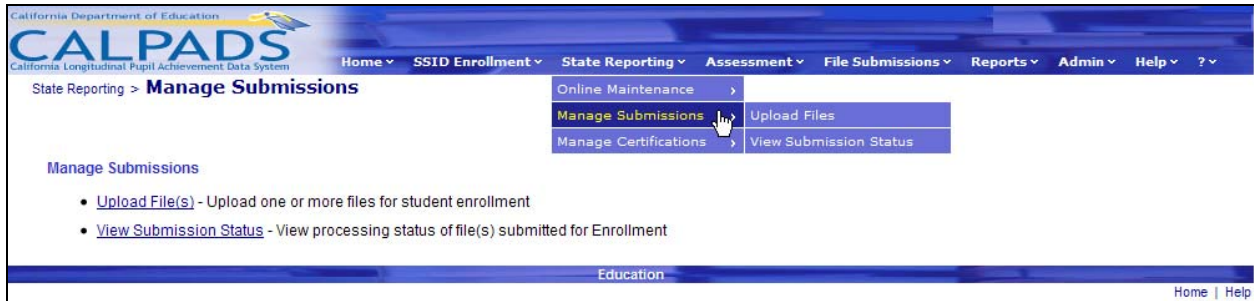 California Department of Education
CALPADS
California Longitudinal Pupil Achievement Data System
Home SSID Enrollment State Reporting Assessment File Submissions Reports Admin Help ?
State Reporting > Manage Submissions
Online Maintenance
Manage Submissions Upload Files
Manage Certifications View Submission Status
Manage Submissions
• Upload File(s) - Upload one or more files for student enrollment
• View Submission Status - View processing status of file(s) submitted for Enrollment
Education
Home | Help